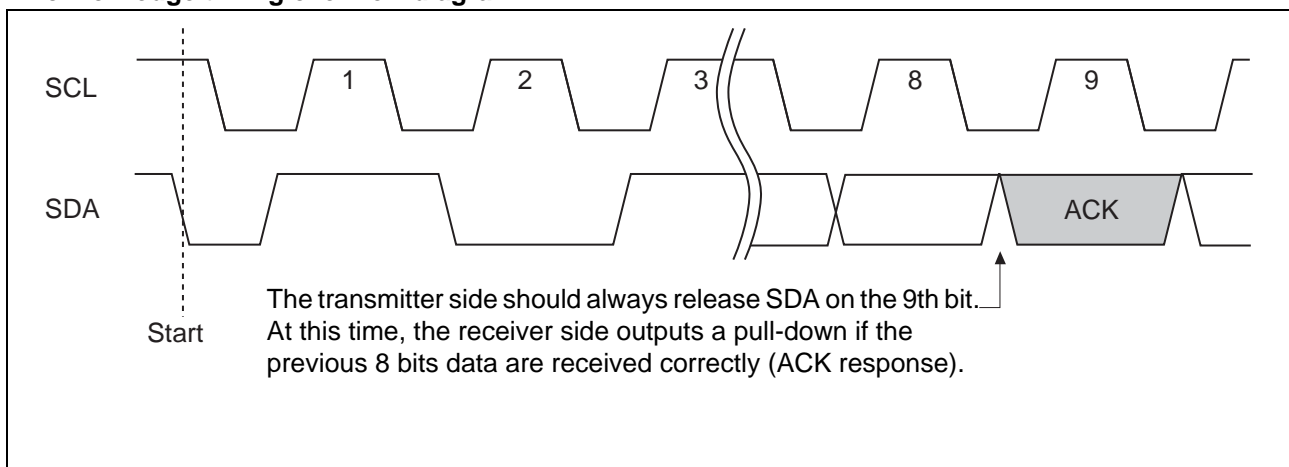 SCL
1
2
3
8
9
SDA
ACK
Start
The transmitter side should always release SDA on the 9th bit.
At this time, the receiver side outputs a pull-down if the
previous 8 bits data are received correctly (ACK response).